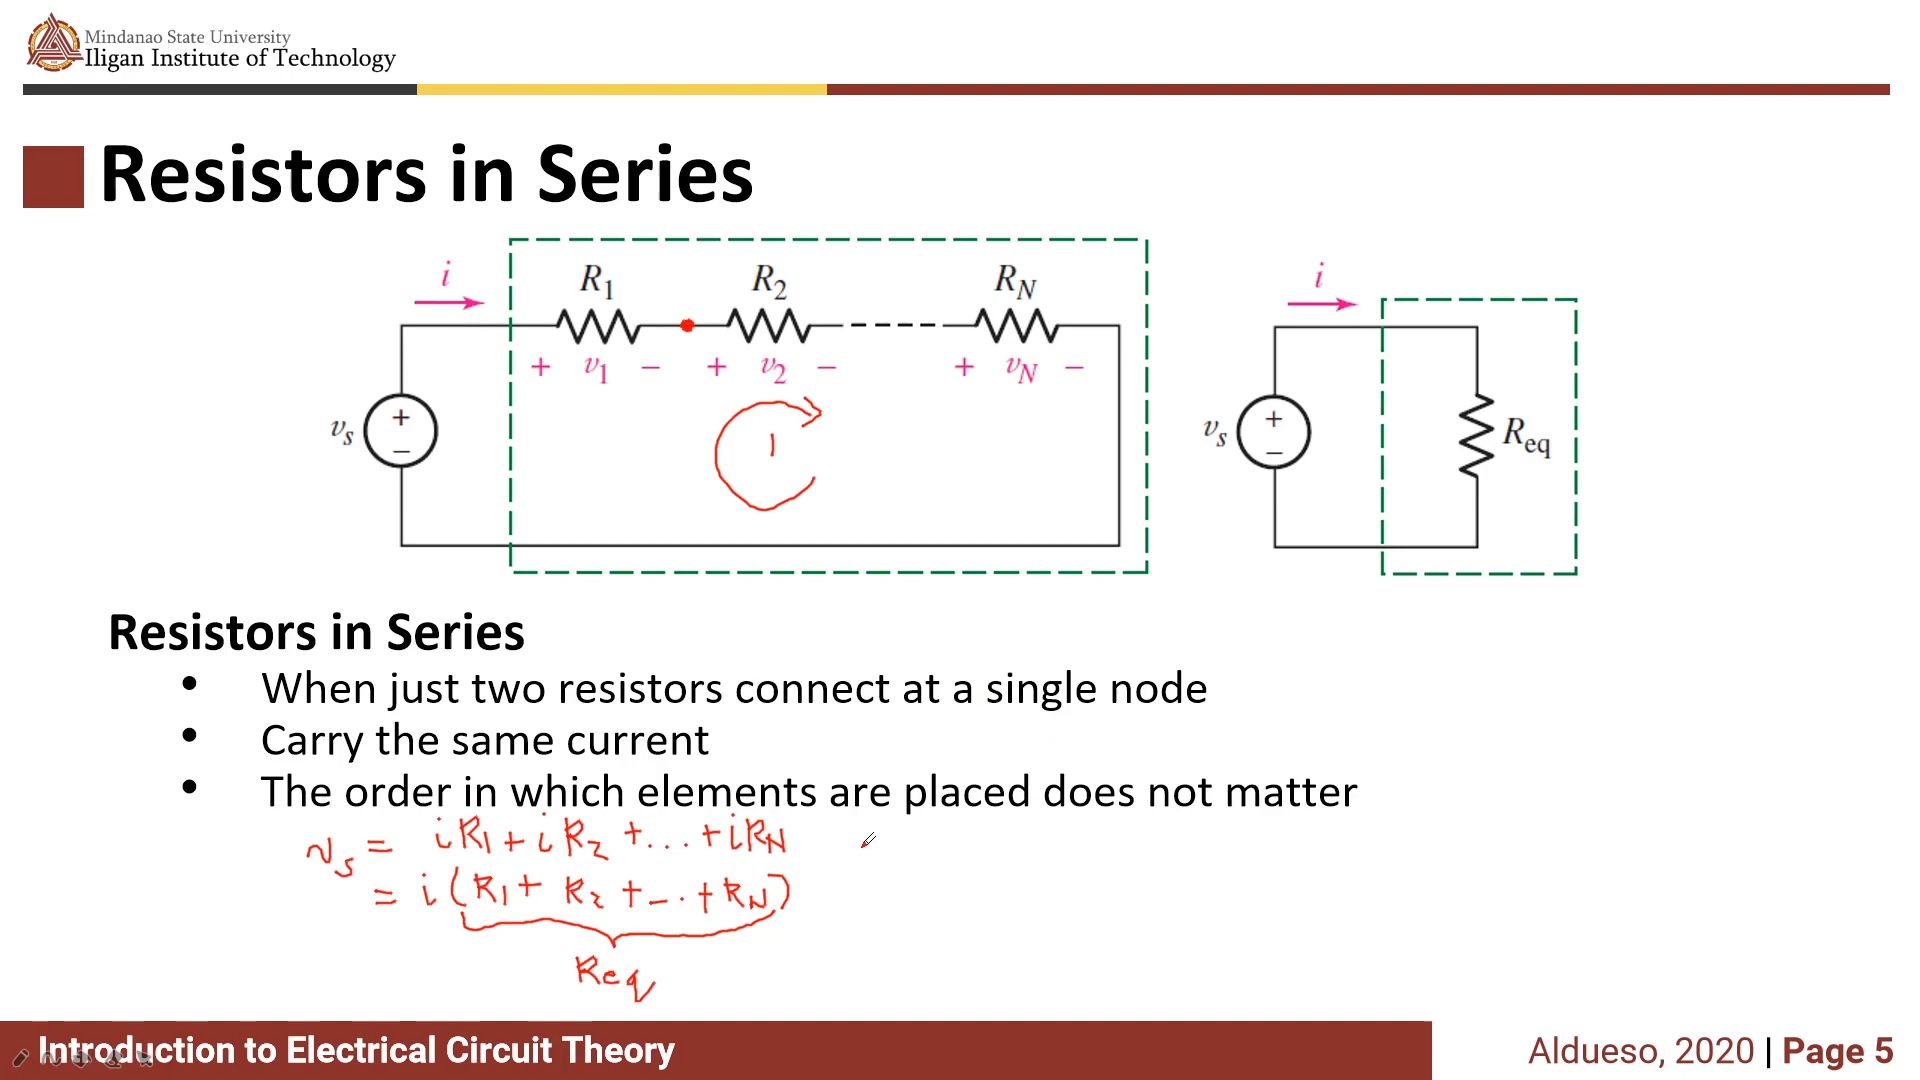 Mindanao State University
Iligan Institute of Technology
Resistors in Series
i R1 R2 RN
+ v1 − + v2 − + vN −
vs + −
1
i
vs + − Req
Resistors in Series
• When just two resistors connect at a single node
• Carry the same current
• The order in which elements are placed does not matter
vs = iR1 + iR2 + ... + iRN
= i(R1 + R2 + ... + RN)
Req
Introduction to Electrical Circuit Theory
Aldueso, 2020 | Page 5